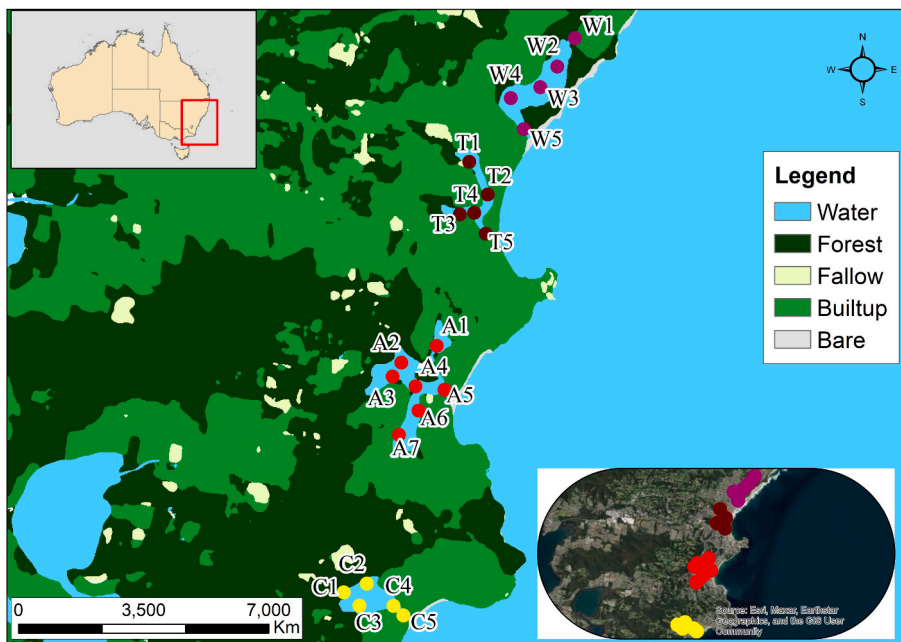 W1
W2
W4
W3
W5
T1
T2
T4
T3
T5
A1
A2
A4
A3
A5
A6
A7
C2
C1
C4
C3
C5
N
W E
S
Legend
Water
Forest
Fallow
Builtup
Bare
0 3,500 7,000
Km
Source: Esri, Maxar, Earthstar
Geographics, and the GIS User
Community